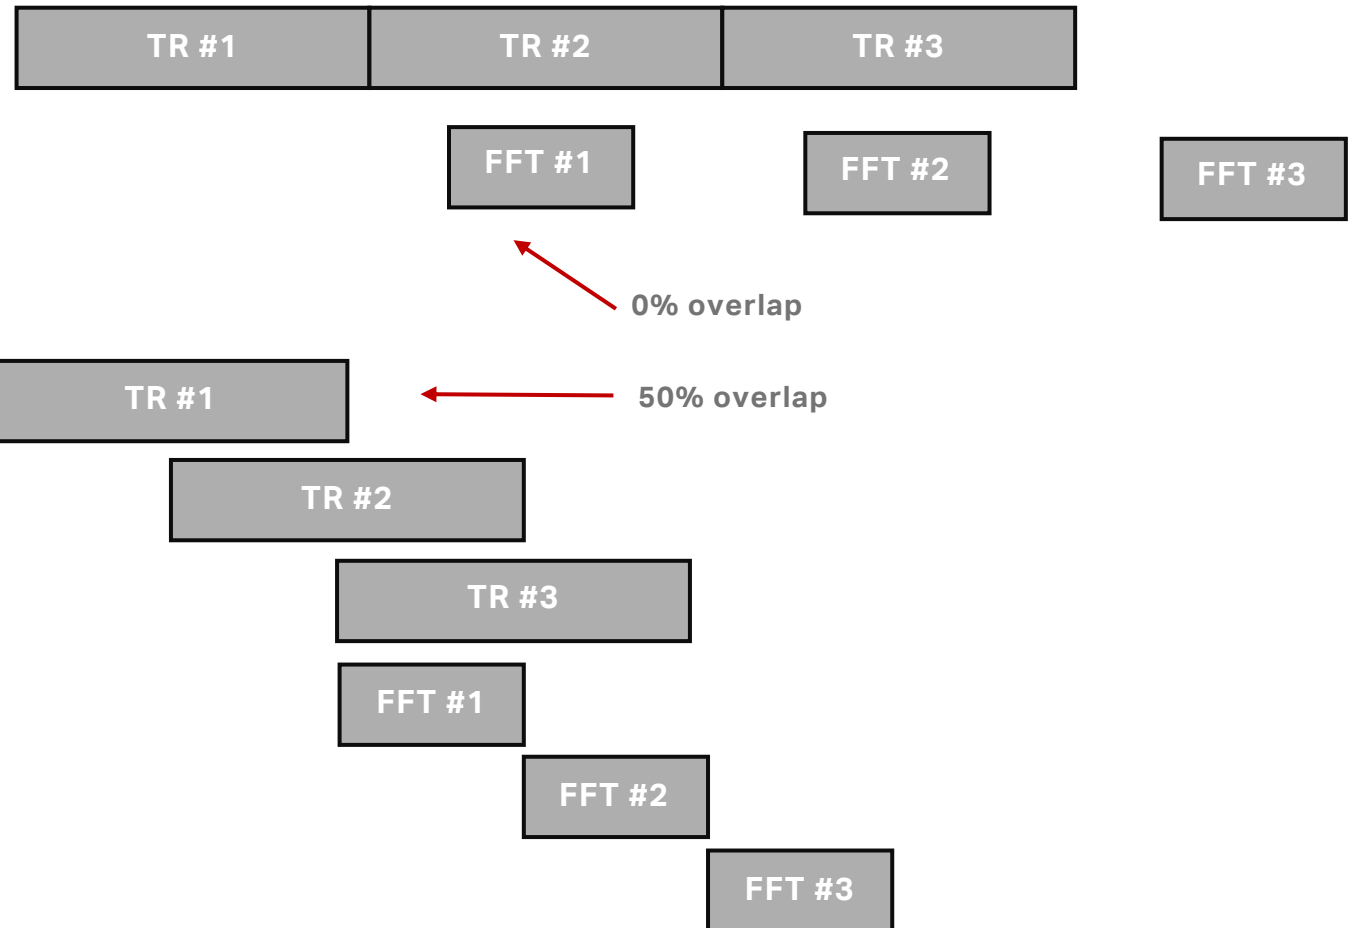 TR #1
TR #2
TR #3
FFT #1
FFT #2
FFT #3
0% overlap
TR #1
50% overlap
TR #2
TR #3
FFT #1
FFT #2
FFT #3